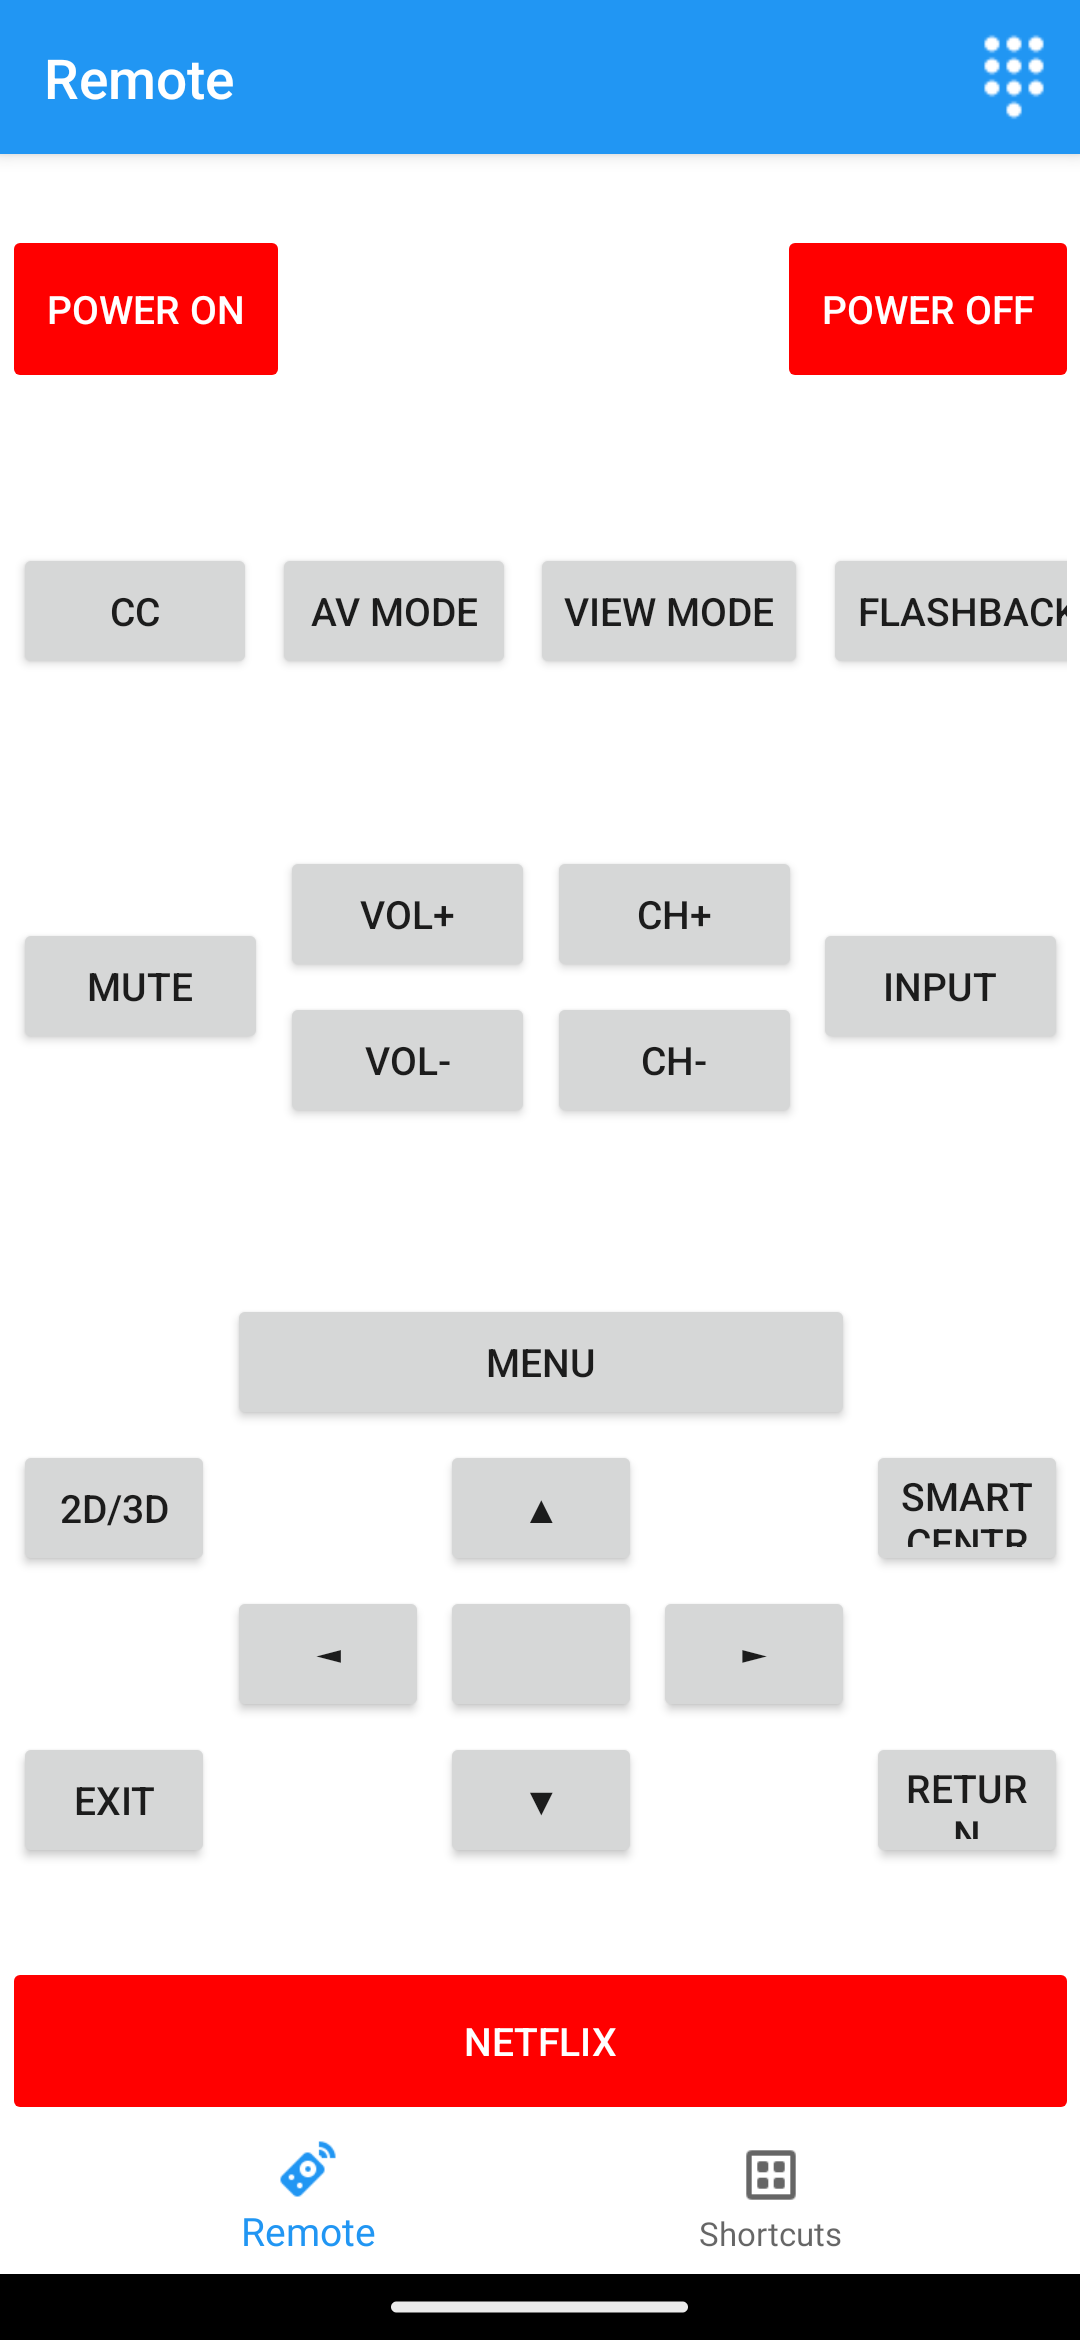 Remote
POWER ON
POWER OFF
CC
AV MODE
VIEW MODE
FLASHBACK
VOL+
CH+
MUTE
INPUT
VOL-
CH-
MENU
2D/3D
▲
SMART
CENTR
◄
►
EXIT
▼
RETUR
N
NETFLIX
Remote
Shortcuts